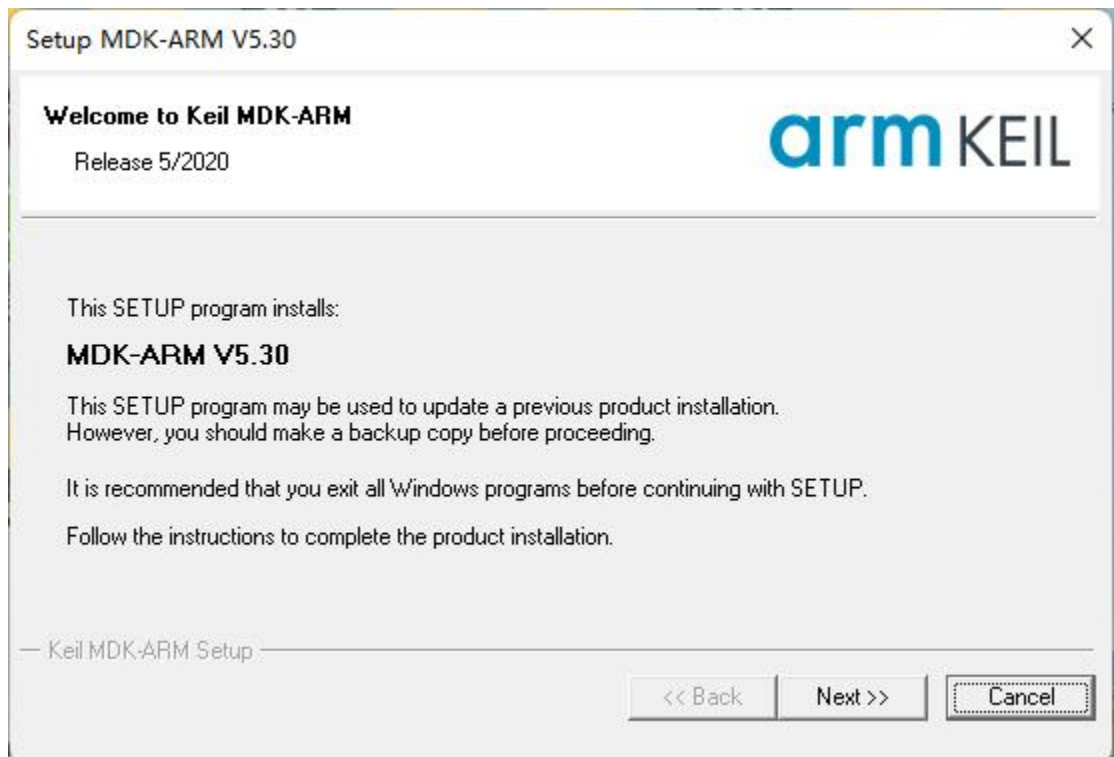 Setup MDK-ARM V5.30
Welcome to Keil MDK-ARM
Release 5/2020
arm KEIL
This SETUP program installs:
MDK-ARM V5.30
This SETUP program may be used to update a previous product installation.
However, you should make a backup copy before proceeding.
It is recommended that you exit all Windows programs before continuing with SETUP.
Follow the instructions to complete the product installation.
Keil MDK-ARM Setup
<< Back
Next >>
Cancel